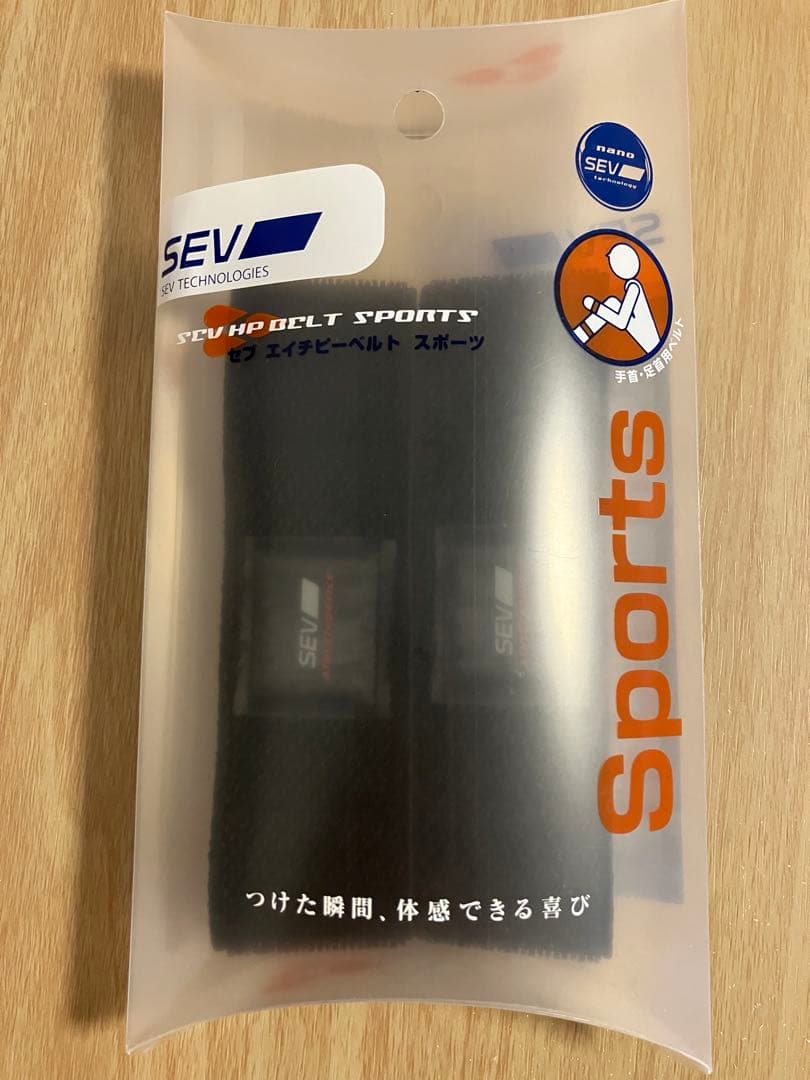 nano
SEV
technology
SEV
SEV TECHNOLOGIES
SEV HP BELT SPORTS
セブ エイチピーベルト スポーツ
手首・足首用ベルト
Sports
SEV
SEV
つけた瞬間、体感できる喜び